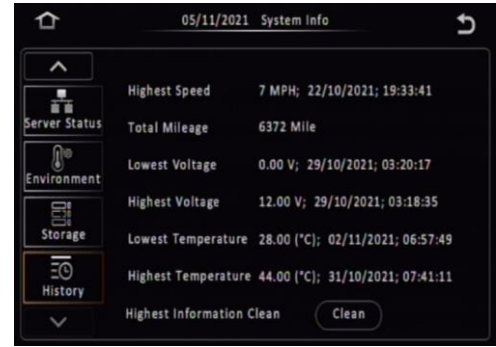 05/11/2021 System Info
Server Status
Environment
Storage
History
Highest Speed 7 MPH; 22/10/2021; 19:33:41
Total Mileage 6372 Mile
Lowest Voltage 0.00 V; 29/10/2021; 03:20:17
Highest Voltage 12.00 V; 29/10/2021; 03:18:35
Lowest Temperature 28.00 (°C); 02/11/2021; 06:57:49
Highest Temperature 44.00 (°C); 31/10/2021; 07:41:11
Highest Information Clean Clean